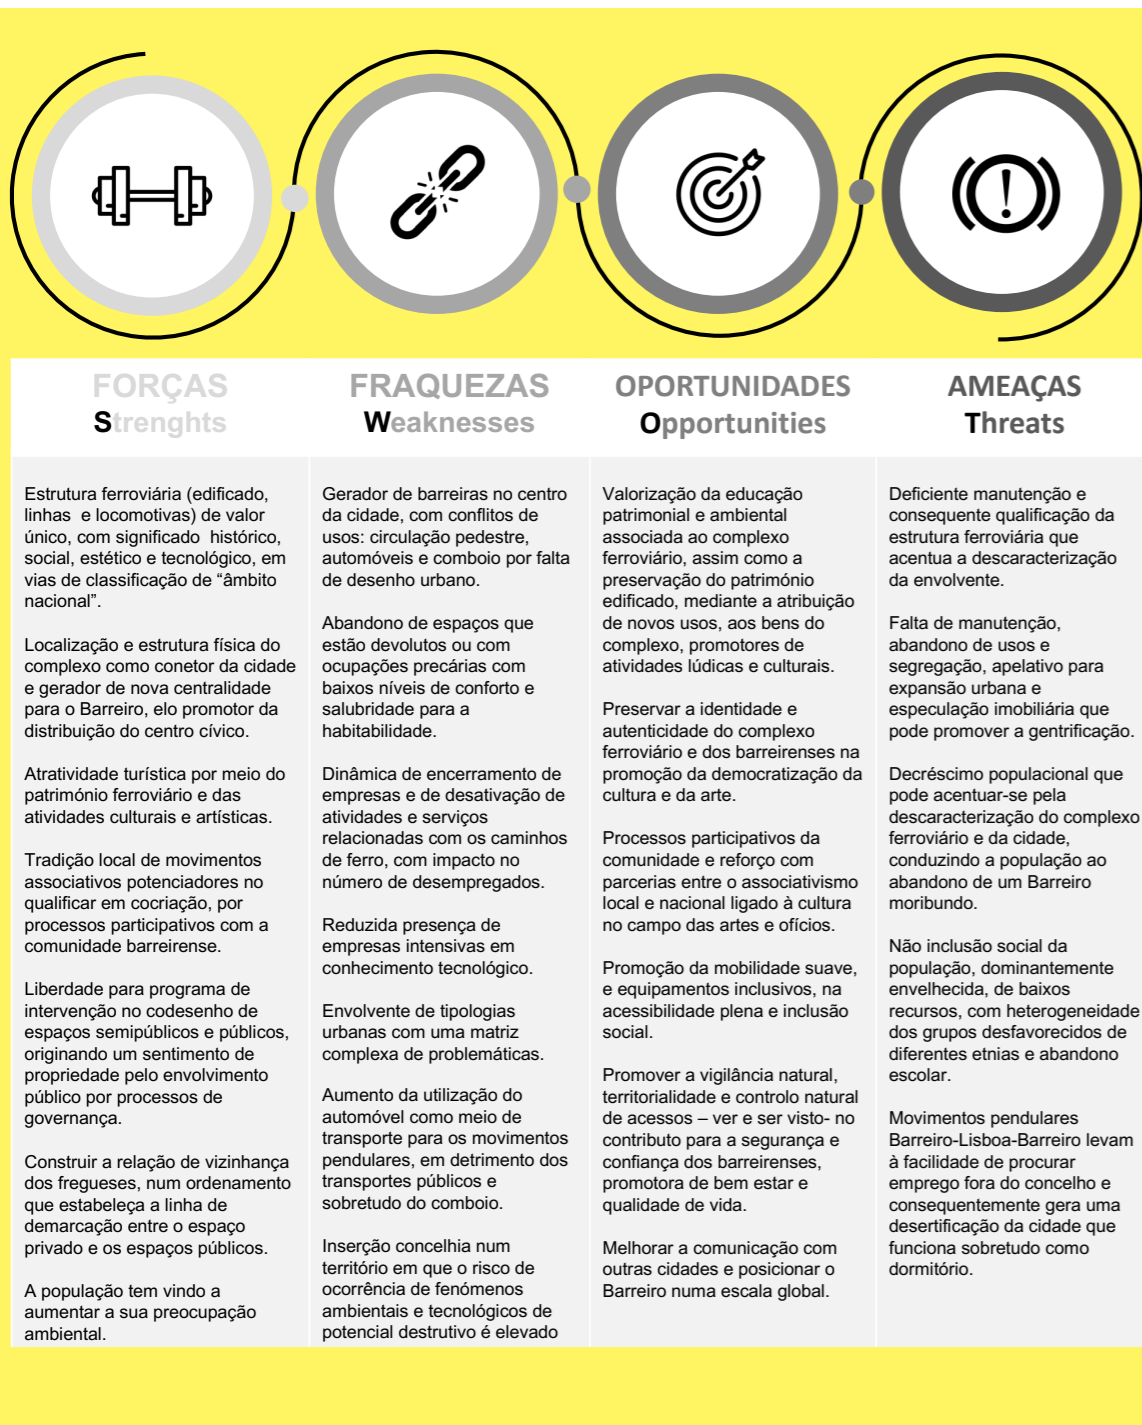 FORÇAS
Strenghts
Estrutura ferroviária (edificado,
linhas e locomotivas) de valor
único, com significado histórico,
social, estético e tecnológico, em
vias de classificação de “âmbito
nacional”.
Localização e estrutura física do
complexo como conetor da cidade
e gerador de nova centralidade
para o Barreiro, elo promotor da
distribuição do centro cívico.
Atratividade turística por meio do
património ferroviário e das
atividades culturais e artísticas.
Tradição local de movimentos
associativos potenciadores no
qualificar em cocriação, por
processos participativos com a
comunidade barreirense.
Liberdade para programa de
intervenção no codesenho de
espaços semipúblicos e públicos,
originando um sentimento de
propriedade pelo envolvimento
público por processos de
governança.
Construir a relação de vizinhança
dos fregueses, num ordenamento
que estabeleça a linha de
demarcação entre o espaço
privado e os espaços públicos.
A população tem vindo a
aumentar a sua preocupação
ambiental.
FRAQUEZAS
Weaknesses
Gerador de barreiras no centro
da cidade, com conflitos de
usos: circulação pedestre,
automóveis e comboio por falta
de desenho urbano.
Abandono de espaços que
estão devolutos ou com
ocupações precárias com
baixos níveis de conforto e
salubridade para a
habitabilidade.
Dinâmica de encerramento de
empresas e de desativação de
atividades e serviços
relacionadas com os caminhos
de ferro, com impacto no
número de desempregados.
Reduzida presença de
empresas intensivas em
conhecimento tecnológico.
Envolvente de tipologias
urbanas com uma matriz
complexa de problemáticas.
Aumento da utilização do
automóvel como meio de
transporte para os movimentos
pendulares, em detrimento dos
transportes públicos e
sobretudo do comboio.
Inserção concelhia num
território em que o risco de
ocorrência de fenómenos
ambientais e tecnológicos de
potencial destrutivo é elevado
OPORTUNIDADES
Opportunities
Valorização da educação
patrimonial e ambiental
associada ao complexo
ferroviário, assim como a
preservação do património
edificado, mediante a atribuição
de novos usos, aos bens do
complexo, promotores de
atividades lúdicas e culturais.
Preservar a identidade e
autenticidade do complexo
ferroviário e dos barreirenses na
promoção da democratização da
cultura e da arte.
Processos participativos da
comunidade e reforço com
parcerias entre o associativismo
local e nacional ligado à cultura
no campo das artes e ofícios.
Promoção da mobilidade suave,
e equipamentos inclusivos, na
acessibilidade plena e inclusão
social.
Promover a vigilância natural,
territorialidade e controlo natural
de acessos – ver e ser visto- no
contributo para a segurança e
confiança dos barreirenses,
promotora de bem estar e
qualidade de vida.
Melhorar a comunicação com
outras cidades e posicionar o
Barreiro numa escala global.
AMEAÇAS
Threats
Deficiente manutenção e
consequente qualificação da
estrutura ferroviária que
acentua a descaracterização
da envolvente.
Falta de manutenção,
abandono de usos e
segregação, apelativo para
expansão urbana e
especulação imobiliária que
pode promover a gentrificação.
Decréscimo populacional que
pode acentuar-se pela
descaracterização do complexo
ferroviário e da cidade,
conduzindo a população ao
abandono de um Barreiro
moribundo.
Não inclusão social da
população, dominantemente
envelhecida, de baixos
recursos, com heterogeneidade
dos grupos desfavorecidos de
diferentes etnias e abandono
escolar.
Movimentos pendulares
Barreiro-Lisboa-Barreiro levam
à facilidade de procurar
emprego fora do concelho e
consequentemente gera uma
desertificação da cidade que
funciona sobretudo como
dormitório.